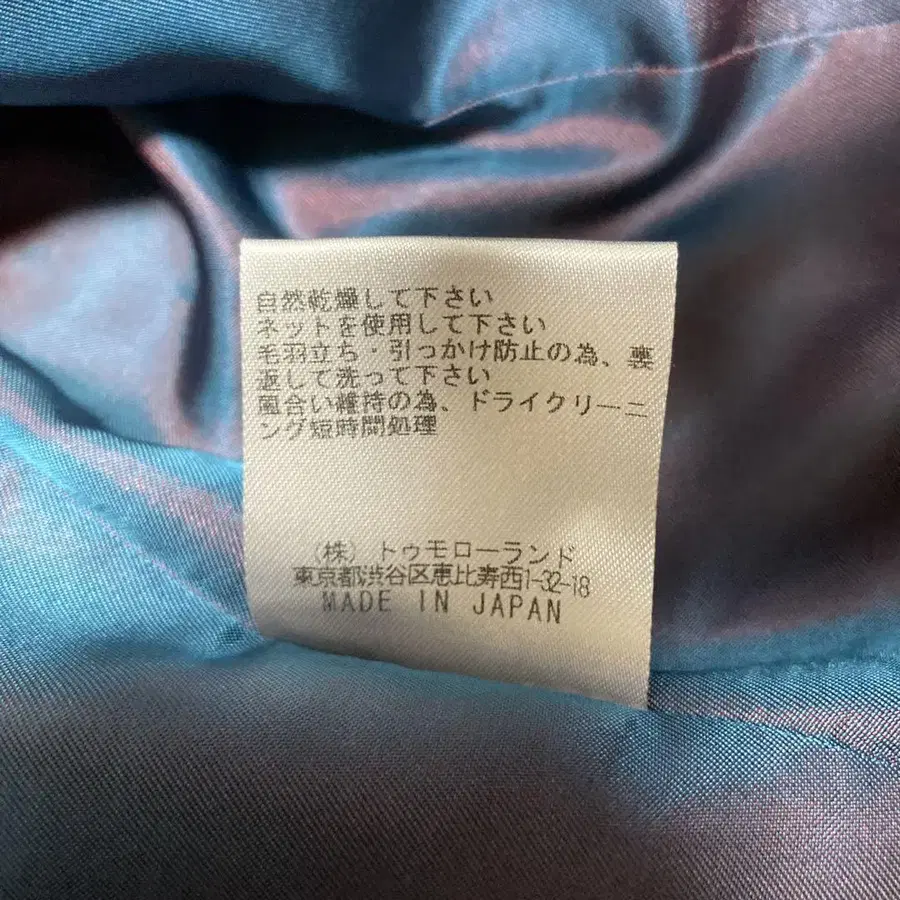 自然乾燥して下さい
ネットを使用して下さい
毛羽立ち・引っかけ防止の為、裏
返して洗って下さい
風合い維持の為、ドライクリーニ
ング短時間処理
(株) トゥモローランド
東京都渋谷区恵比寿西1-32-18
MADE IN JAPAN